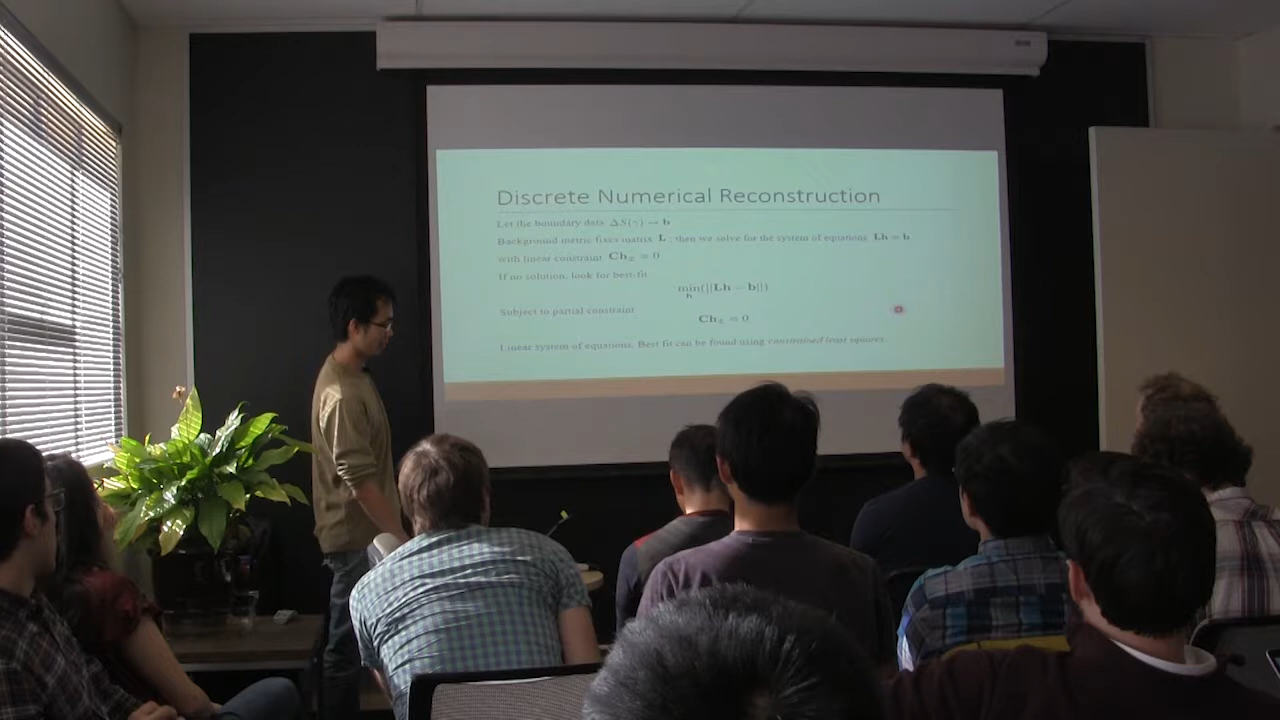 Discrete Numerical Reconstruction
Let the boundary data ΔS(γ) → b
Background metric fixes matrix L ; then we solve for the system of equations Lh = b
with linear constraint Ch± = 0
If no solution, look for best-fit
min(||Lh − b||)
h
Subject to partial constraint
Ch± = 0
Linear system of equations. Best fit can be found using constrained least squares.